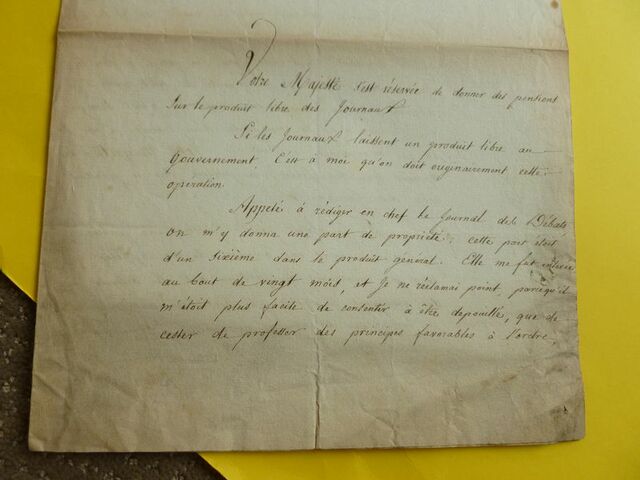 Votre Majesté s'est réservée de donner des pensions
sur le produit libre des Journaux
Si les Journaux laissent un produit libre au
Gouvernement, C'est à moi qu'on doit originairement cette
opération
Appelé à rédiger en chef le Journal des Débats
on m'y donna une part de propriété; cette part étoit
d'un Sixième dans le produit général. Elle me fut
au bout de vingt mois, et Je ne réclamai point parcequ'il
m'étoit plus facile de consentir à être dépouillé, que de
cesser de professer des principes favorables à l'ordre,